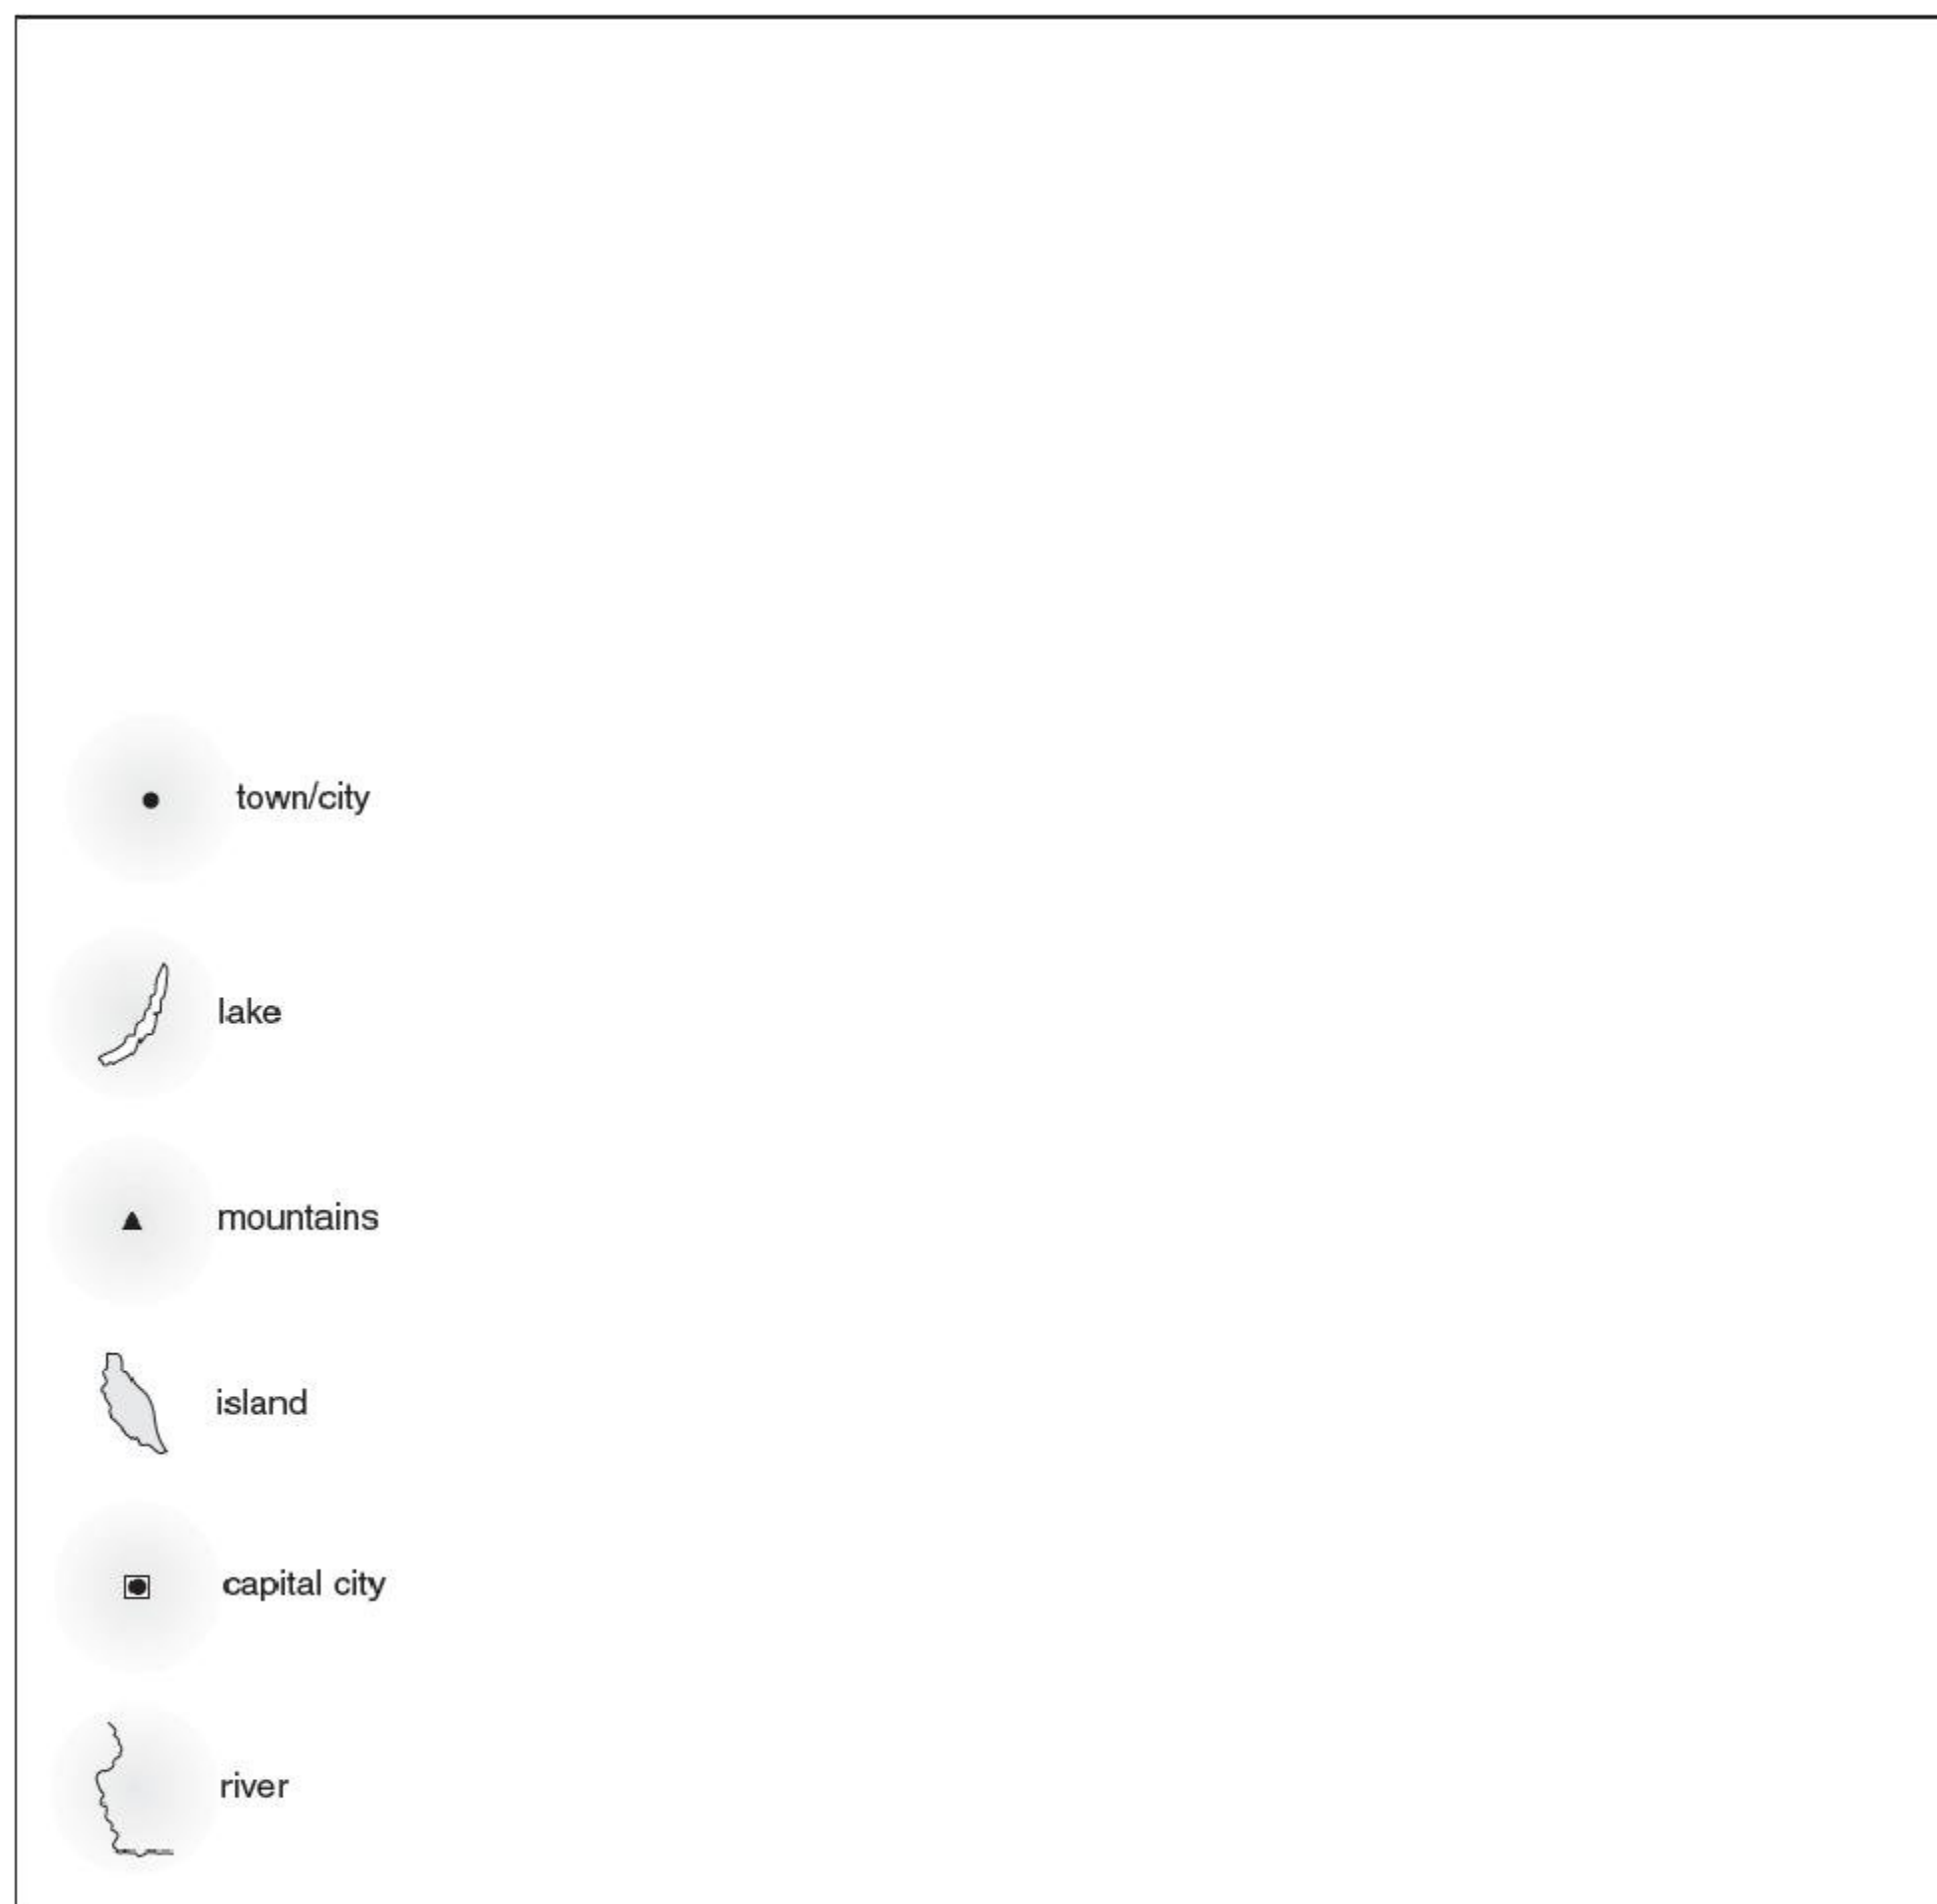 town/city
lake
mountains
island
capital city
river